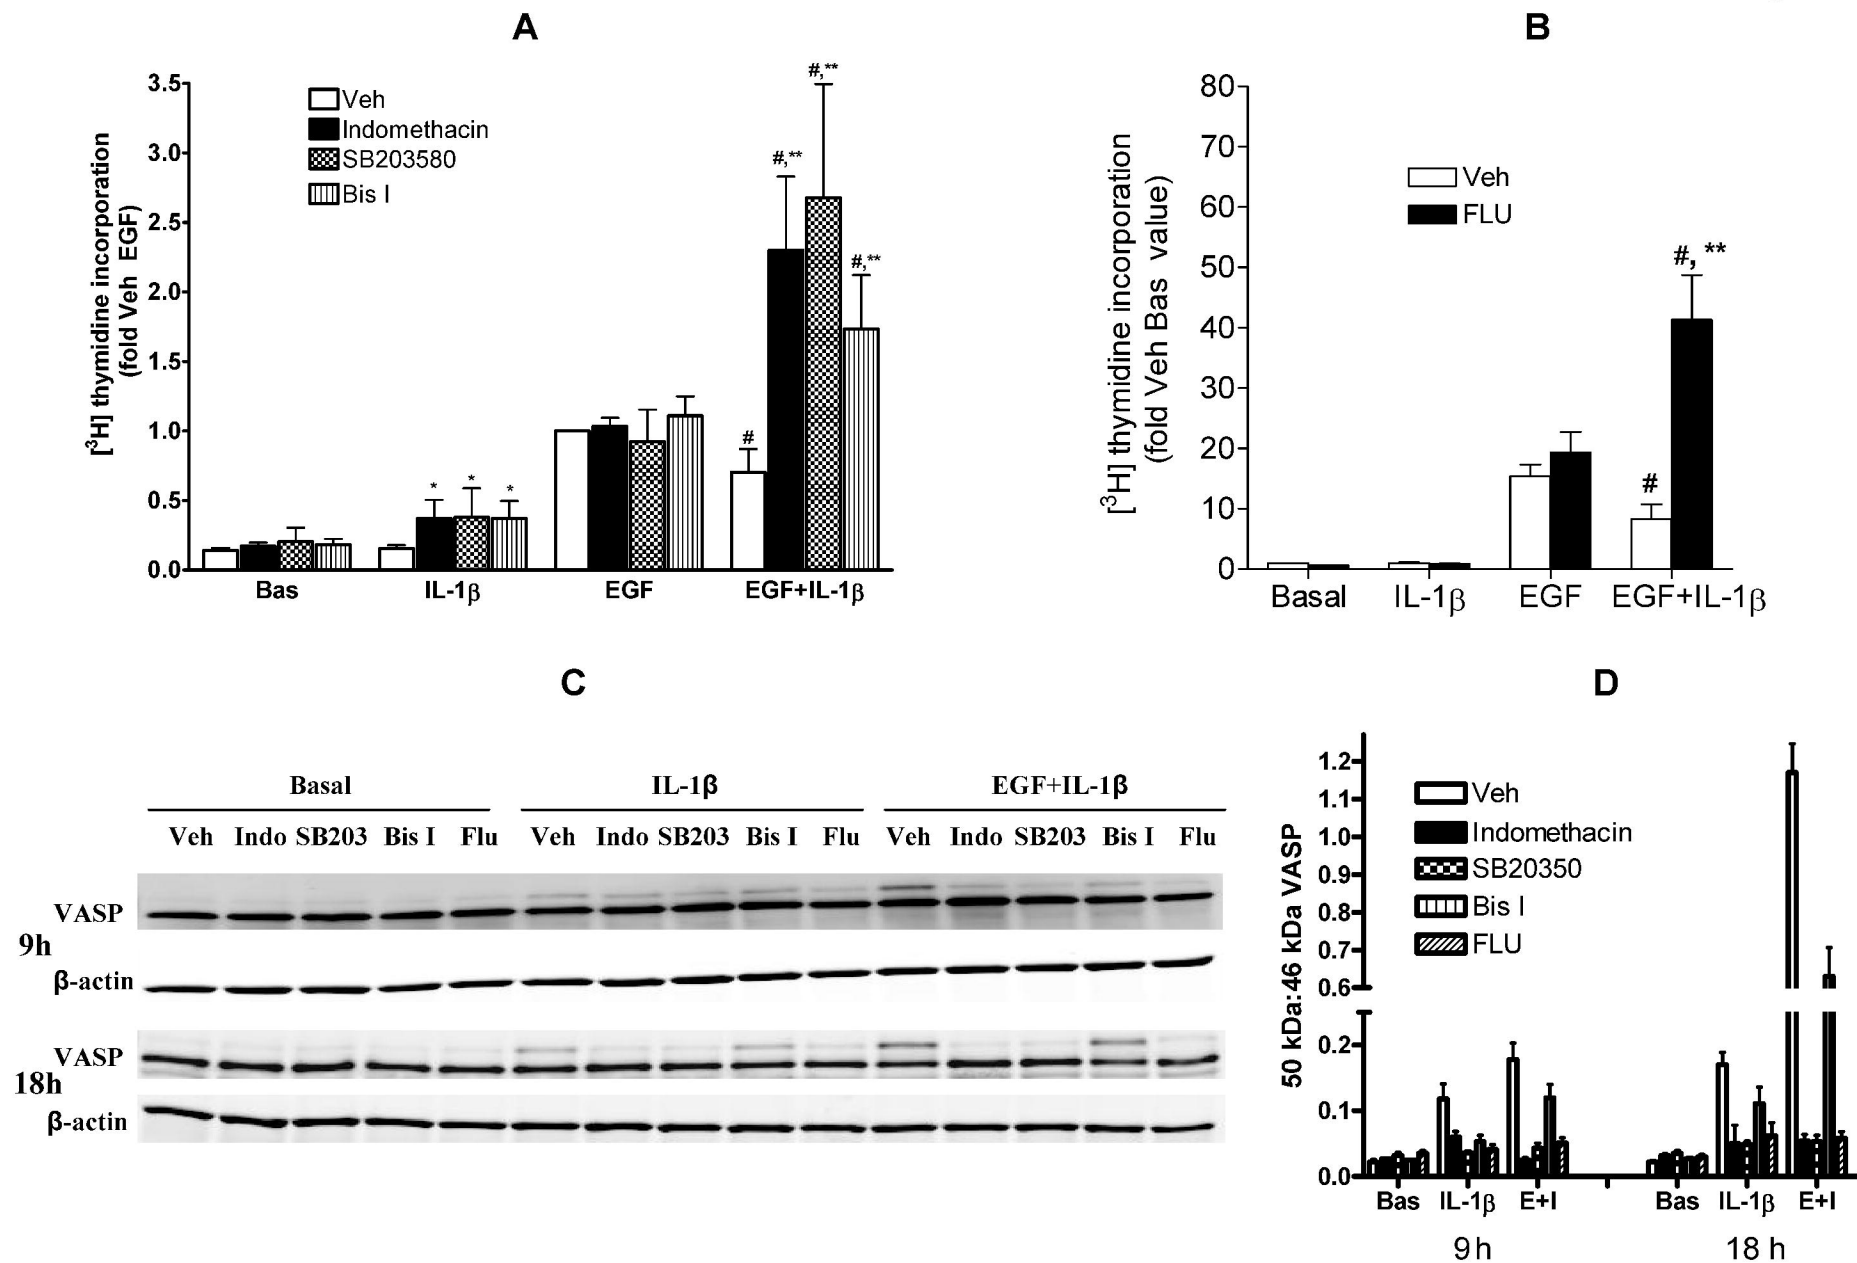 A
[³H] thymidine incorporation
(fold Veh EGF)
3.5
3.0
2.5
2.0
1.5
1.0
0.5
0.0
Veh
Indomethacin
SB203580
Bis I
* * *
#
#,**
#,**
#,**
Bas IL-1β EGF EGF+IL-1β
B
[³H] thymidine incorporation
(fold Veh Bas value)
80
70
60
50
40
30
20
10
0
Veh
FLU
#
#, **
Basal IL-1β EGF EGF+IL-1β
C
Basal IL-1β EGF+IL-1β
Veh Indo SB203 Bis I Flu Veh Indo SB203 Bis I Flu Veh Indo SB203 Bis I Flu
VASP
9h
β-actin
VASP
18h
β-actin
D
50 kDa:46 kDa VASP
1.2
1.1
1.0
0.9
0.8
0.7
0.6
0.2
0.1
0.0
Veh
Indomethacin
SB20350
Bis I
FLU
Bas IL-1β E+I Bas IL-1β E+I
9h 18 h